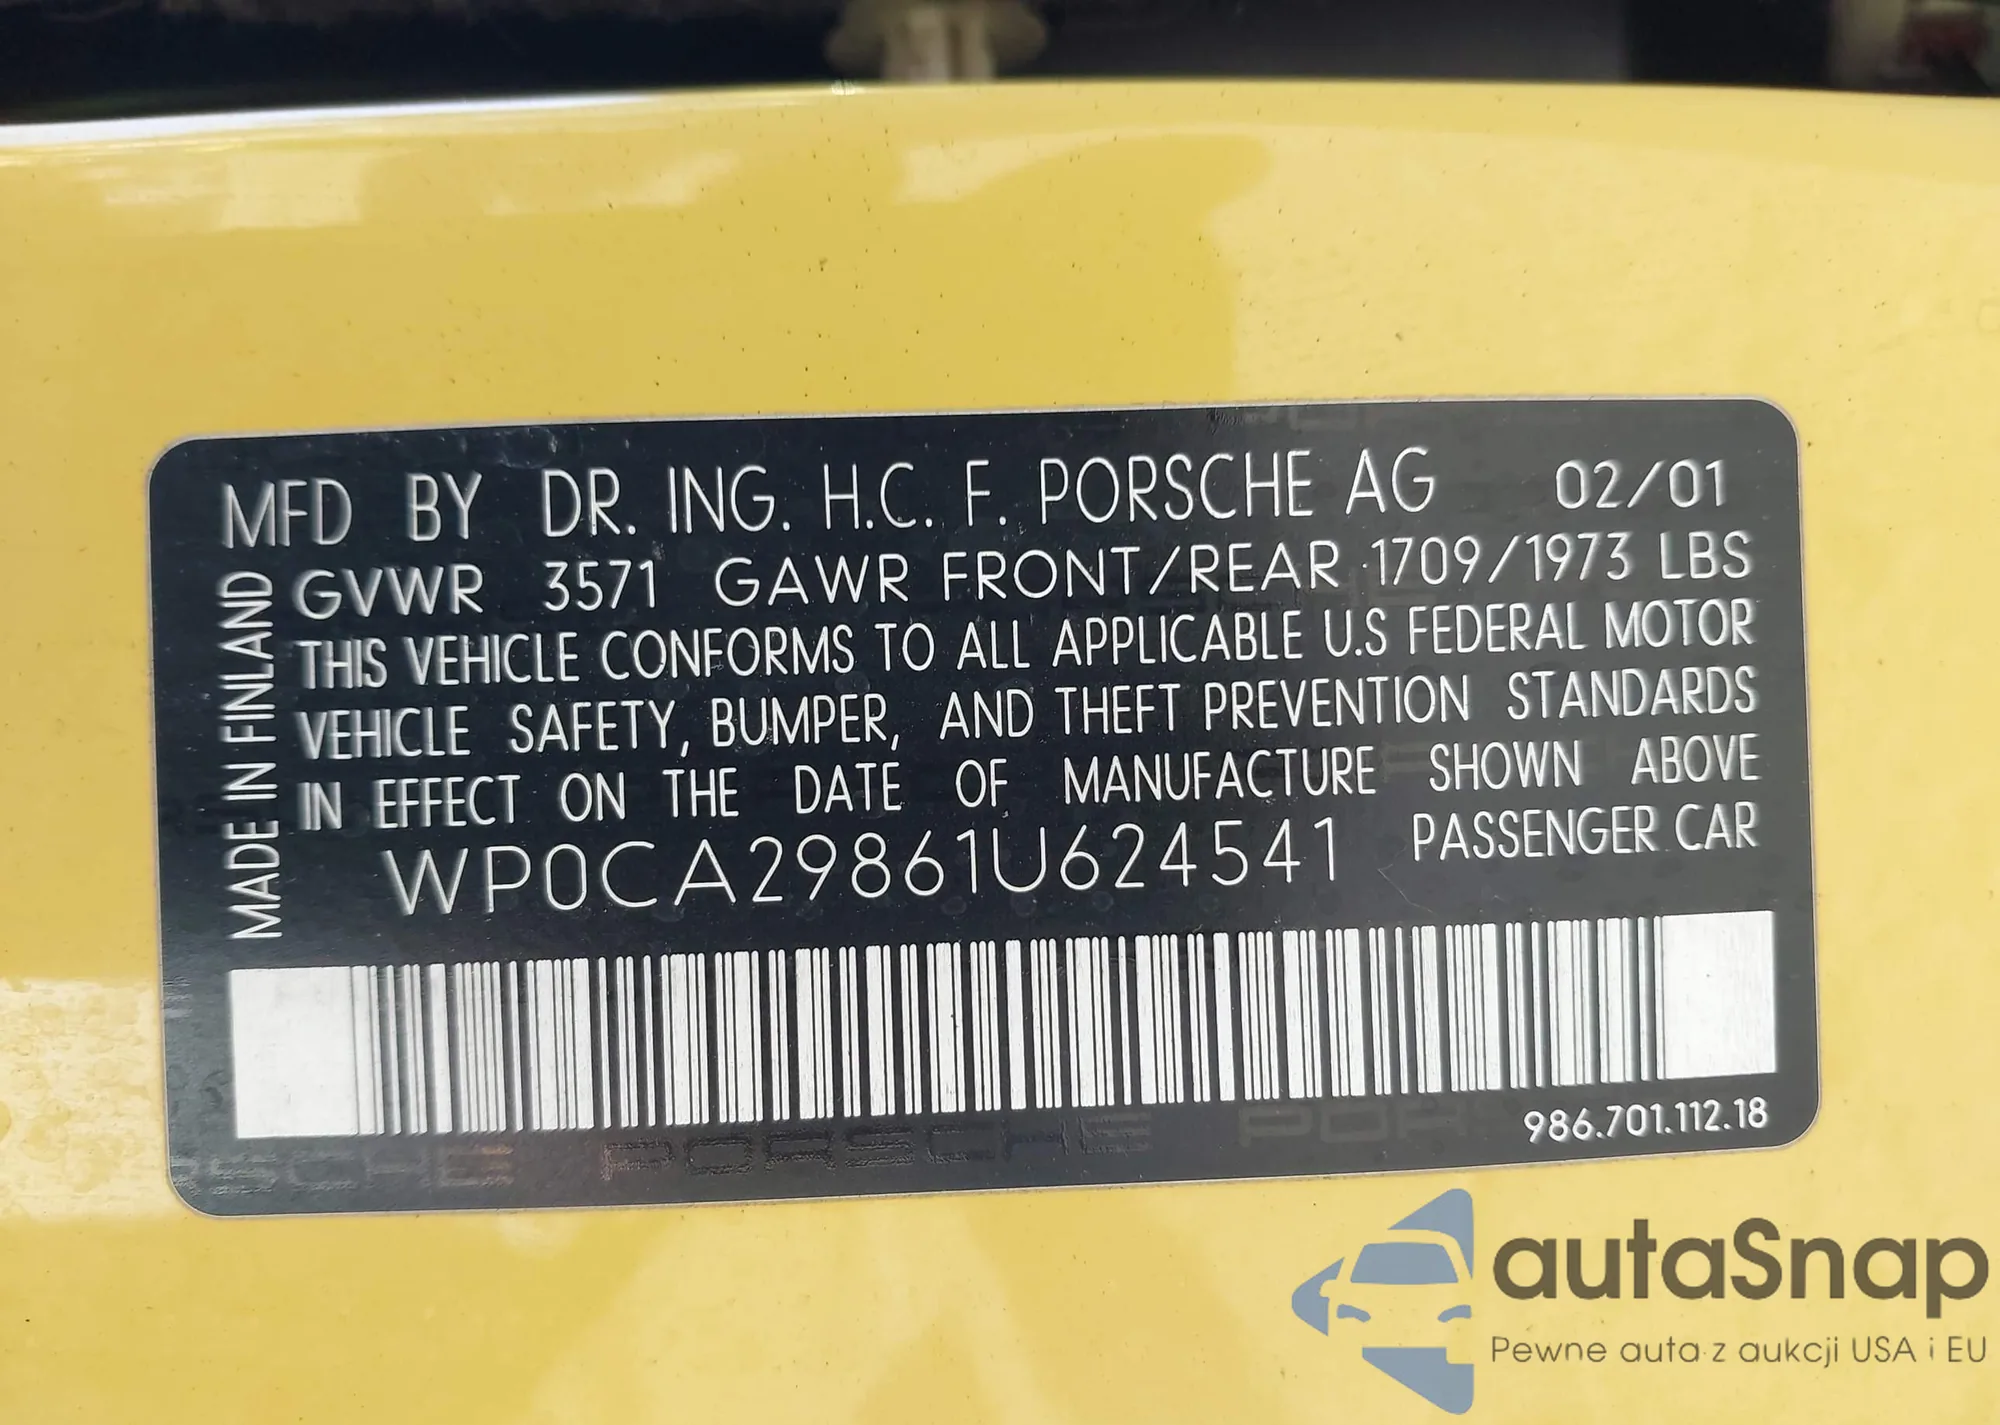 MFD BY DR. ING. H.C. F. PORSCHE AG 02/01
GVWR 3571 GAWR FRONT/REAR 1709/1973 LBS
THIS VEHICLE CONFORMS TO ALL APPLICABLE U.S FEDERAL MOTOR
VEHICLE SAFETY, BUMPER, AND THEFT PREVENTION STANDARDS
IN EFFECT ON THE DATE OF MANUFACTURE SHOWN ABOVE
WP0CA29861U624541 PASSENGER CAR
MADE IN FINLAND
986.701.112.18
PORSCHE PORSCHE
autaSnap
Pewne auta z aukcji USA i EU